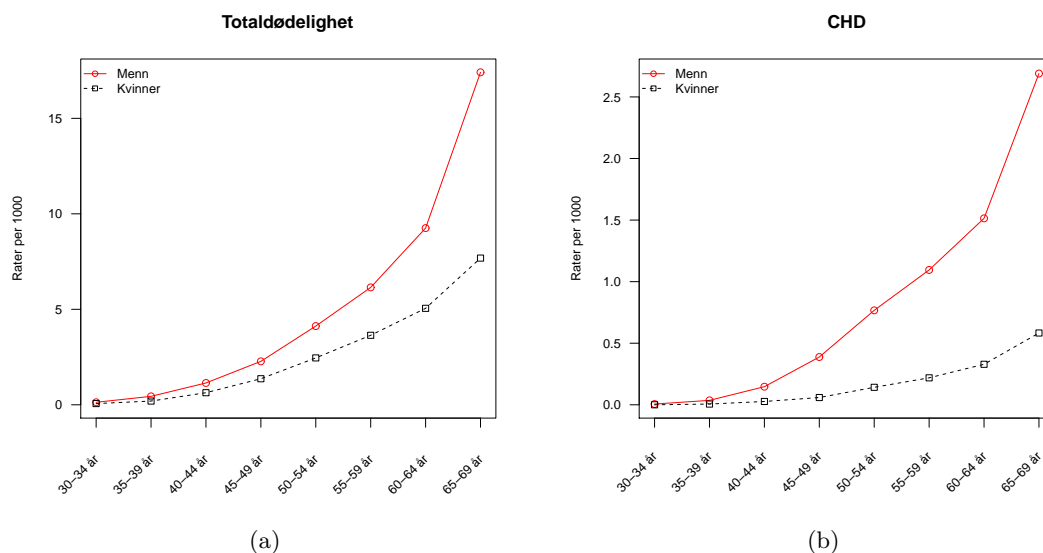 Totaldødelighet
Menn
Kvinner
Rater per 1000
15
10
5
0
30−34 år
35−39 år
40−44 år
45−49 år
50−54 år
55−59 år
60−64 år
65−69 år
(a)
CHD
Menn
Kvinner
Rater per 1000
2.5
2.0
1.5
1.0
0.5
0.0
30−34 år
35−39 år
40−44 år
45−49 år
50−54 år
55−59 år
60−64 år
65−69 år
(b)